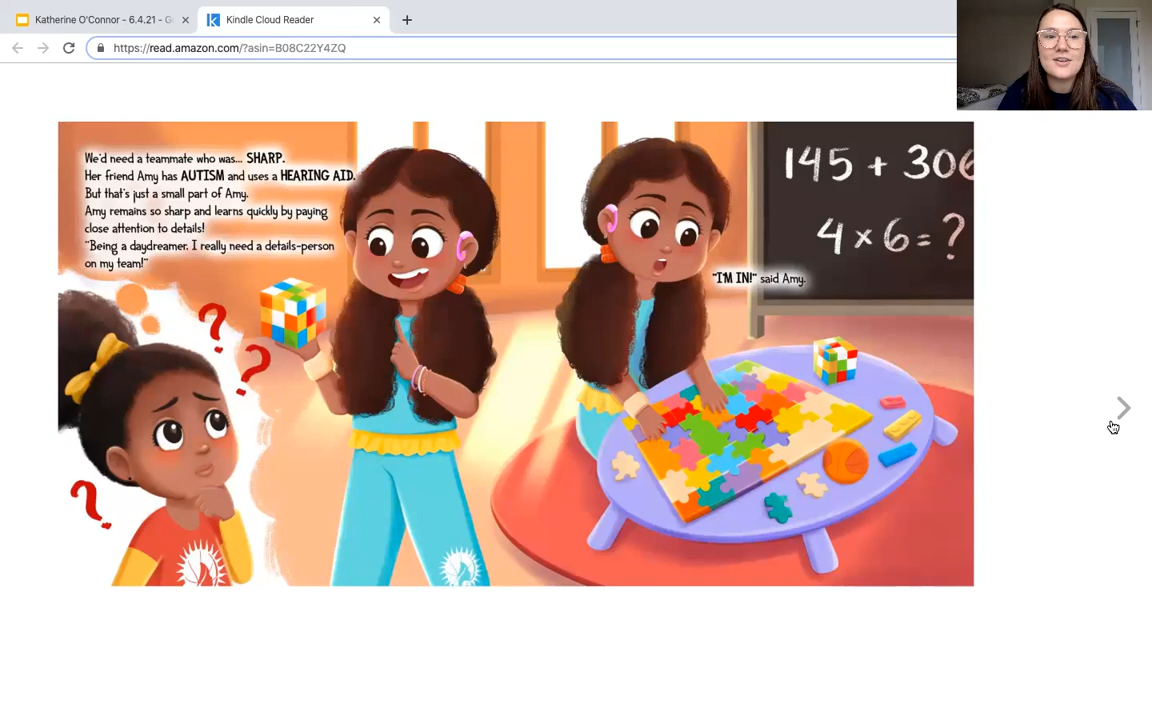 Katherine O'Connor - 6.4.21 - G
Kindle Cloud Reader
https://read.amazon.com/?asin=B08C22Y4ZQ
We'd need a teammate who was... SHARP.
Her friend Amy has AUTISM and uses a HEARING AID.
But that's just a small part of Amy.
Amy remains so sharp and learns quickly by paying
close attention to details!
"Being a daydreamer, I really need a details-person
on my team!"
145 + 306
4 × 6 = ?
"I'M IN!" said Amy.
?
?
?